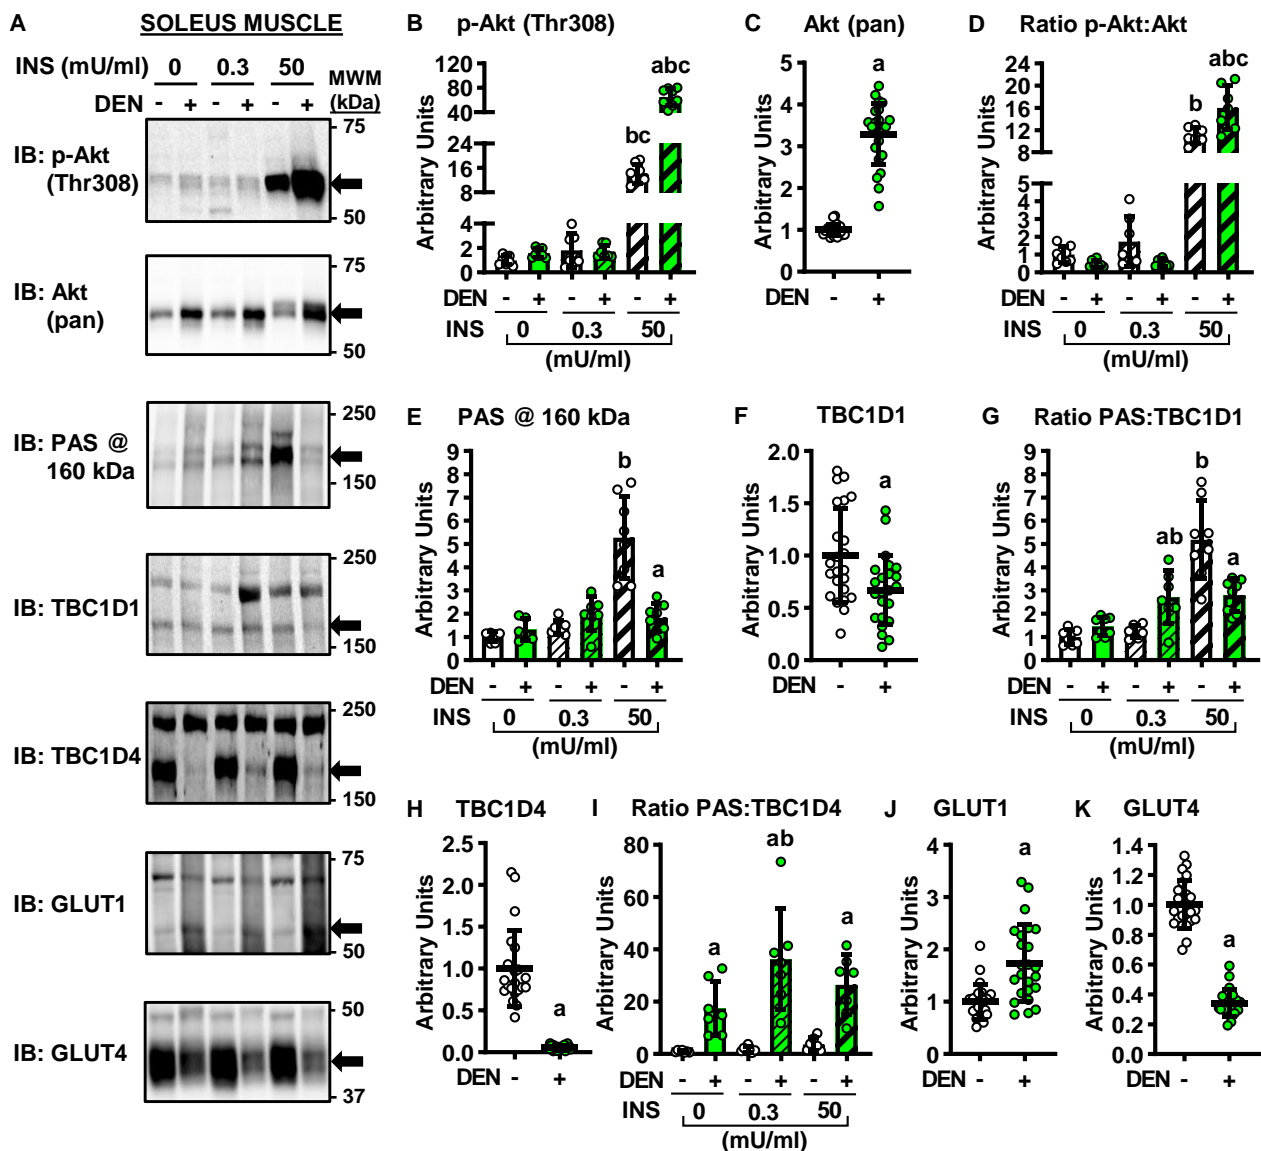 A
SOLEUS MUSCLE
INS (mU/ml) 0 0.3 50 MWM
DEN - + - + - + (kDa)
IB: p-Akt
(Thr308)
75
50
IB: Akt
(pan)
75
50
IB: PAS @
160 kDa
250
150
IB: TBC1D1
250
150
IB: TBC1D4
250
150
IB: GLUT1
75
50
IB: GLUT4
50
37
B p-Akt (Thr308)
Arbitrary Units
120
80
40
24
16
8
4
2
0
bc
abc
DEN - + - + - +
INS 0 0.3 50
(mU/ml)
C Akt (pan)
Arbitrary Units
5
4
3
2
1
0
a
DEN - +
D Ratio p-Akt:Akt
Arbitrary Units
24
20
16
12
8
5
4
3
2
1
0
b
abc
DEN - + - + - +
INS 0 0.3 50
(mU/ml)
E PAS @ 160 kDa
Arbitrary Units
9
8
7
6
5
4
3
2
1
0
b
a
DEN - + - + - +
INS 0 0.3 50
(mU/ml)
F TBC1D1
Arbitrary Units
2.0
1.5
1.0
0.5
0.0
a
DEN - +
G Ratio PAS:TBC1D1
Arbitrary Units
9
8
7
6
5
4
3
2
1
0
ab
b
a
DEN - + - + - +
INS 0 0.3 50
(mU/ml)
H TBC1D4
Arbitrary Units
2.5
2.0
1.5
1.0
0.5
0.0
a
DEN - +
I Ratio PAS:TBC1D4
Arbitrary Units
80
60
40
20
0
a
ab
a
DEN - + - + - +
INS 0 0.3 50
(mU/ml)
J GLUT1
Arbitrary Units
4
3
2
1
0
a
DEN - +
K GLUT4
Arbitrary Units
1.4
1.2
1.0
0.8
0.6
0.4
0.2
0.0
a
DEN - +